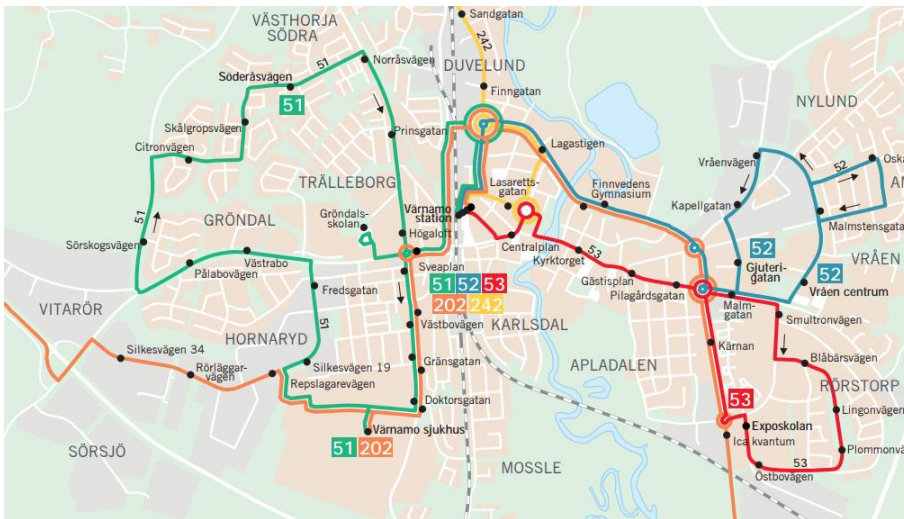 VÄSTHORJA
SÖDRA
Sandgatan
242
DUVELUND
Norråsvägen
51
Söderåsvägen
51
Finngatan
NYLUND
Skålgropsvägen
Prinsgatan
Citronvägen
Lagastigen
Vråenvägen
52
TRÄLLEBORG
Lasaretts-
gatan
Finnvedens
Gymnasium
Kapellgatan
Gröndals-
skolan
Värnamo
station
51
GRÖNDAL
Högaloft
Malmstensgata
Sörskogsvägen
Centralplan
Kyrktorget
53
VRÅEN
Västrabo
Sveaplan
52
Gjuteri-
gatan
Pålabovägen
Gästisplan
52
Fredsgatan
51 52 53
Pilagårdsgatan
Vråen centrum
202 242
Malm-
gatan
VITARÖR
51
Västbovägen
KARLSDAL
Smultronvägen
HORNARYD
Kärnan
Silkesvägen 34
Silkesvägen 19
Gränsgatan
APLADALEN
Blåbärsvägen
Rörläggar-
vägen
Repslagarevägen
RÖRSTORP
Doktorsgatan
53
Lingonvägen
Värnamo sjukhus
Exposkolan
51 202
Ica kvantum
SÖRSJÖ
Plommonvä
53
MOSSLE
Östbovägen